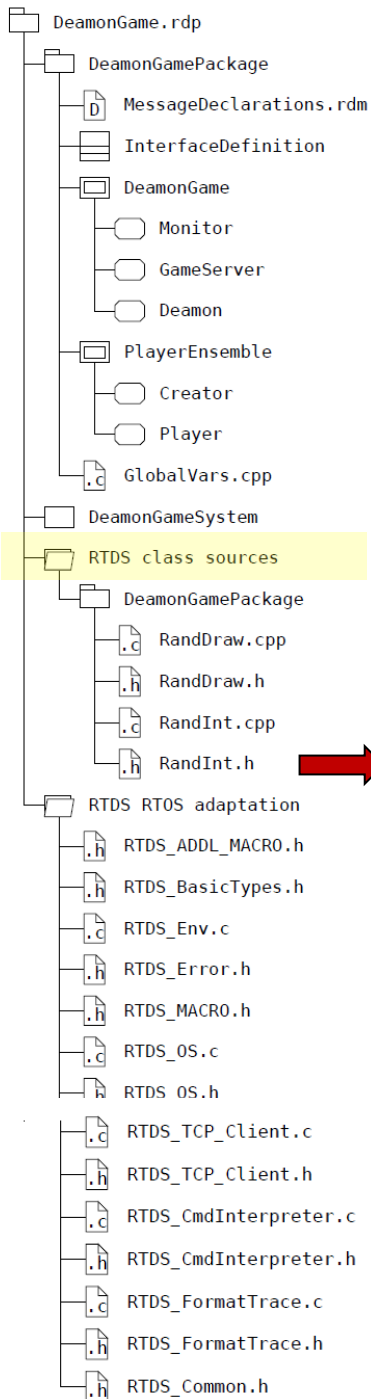 DeamonGame.rdp
DeamonGamePackage
D MessageDeclarations.rdm
InterfaceDefinition
DeamonGame
Monitor
GameServer
Deamon
PlayerEnsemble
Creator
Player
.c GlobalVars.cpp
DeamonGameSystem
RTDS class sources
DeamonGamePackage
.c RandDraw.cpp
.h RandDraw.h
.c RandInt.cpp
.h RandInt.h
RTDS RTOS adaptation
.h RTDS_ADDL_MACRO.h
.h RTDS_BasicTypes.h
.c RTDS_Env.c
.h RTDS_Error.h
.h RTDS_MACRO.h
.c RTDS_OS.c
.h RTDS_OS.h
.c RTDS_TCP_Client.c
.h RTDS_TCP_Client.h
.c RTDS_CmdInterpreter.c
.h RTDS_CmdInterpreter.h
.c RTDS_FormatTrace.c
.h RTDS_FormatTrace.h
.h RTDS_Common.h